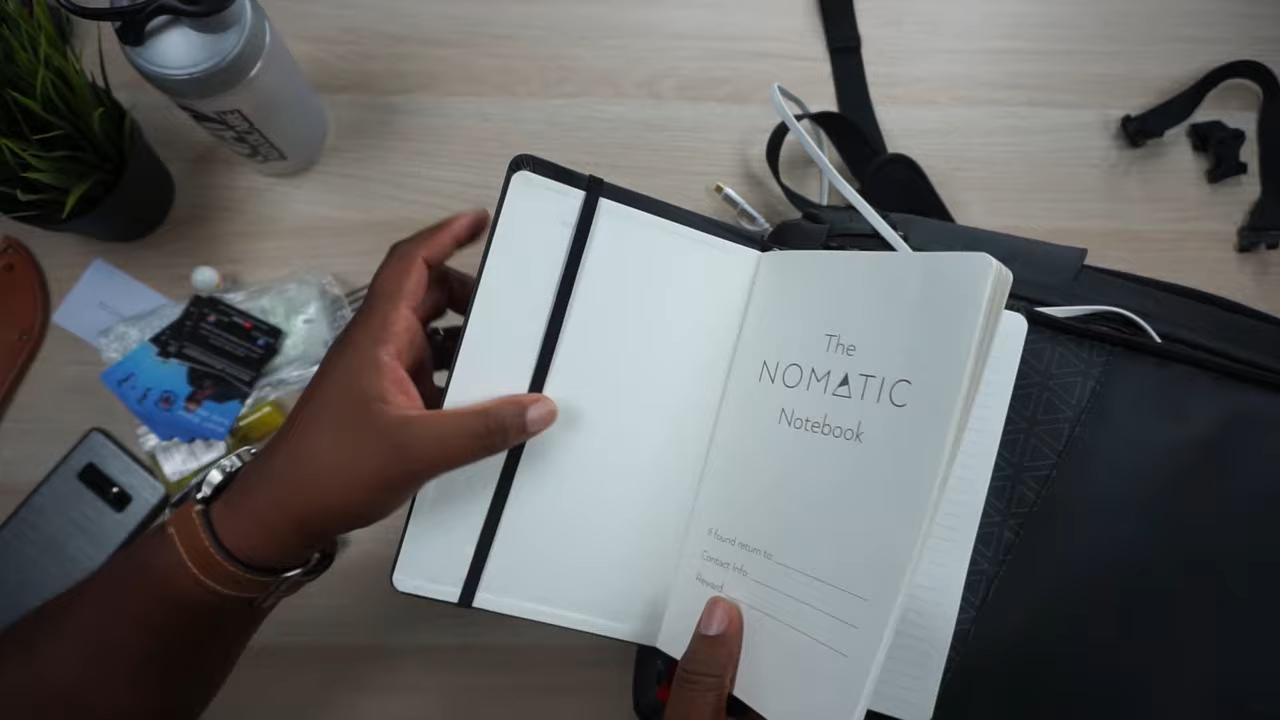 The
NOMATIC
Notebook
If found return to:
Contact Info:
Reward